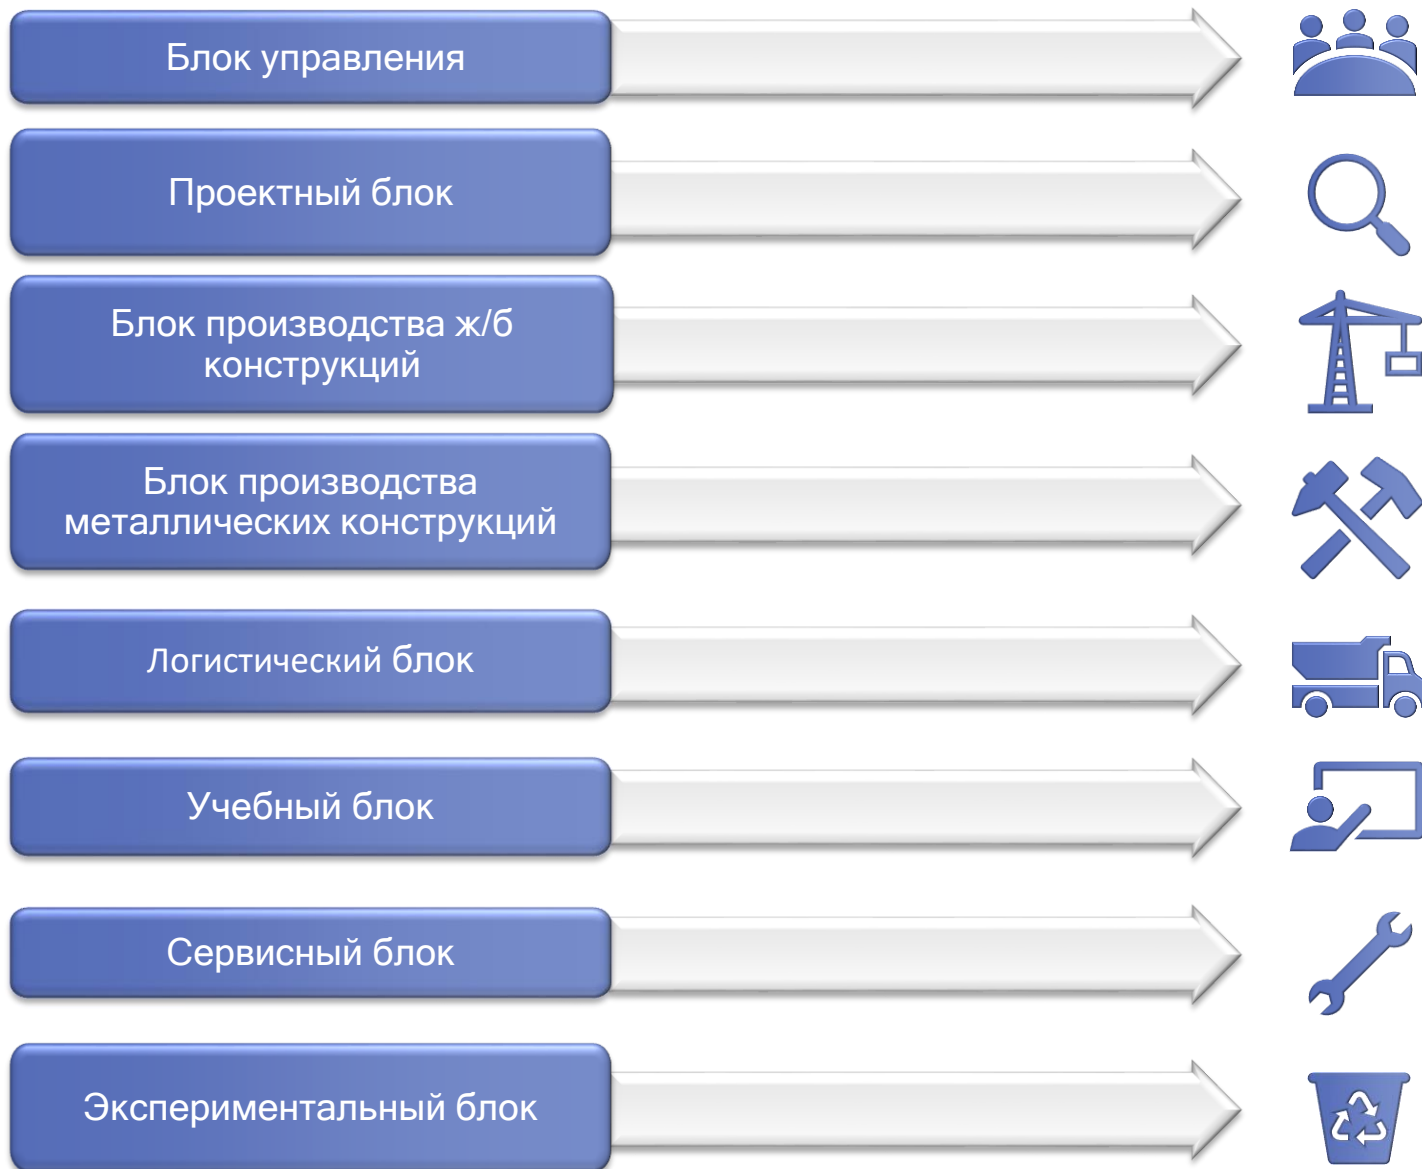 Блок управления
Проектный блок
Блок производства ж/б
конструкций
Блок производства
металлических конструкций
Логистический блок
Учебный блок
Сервисный блок
Экспериментальный блок